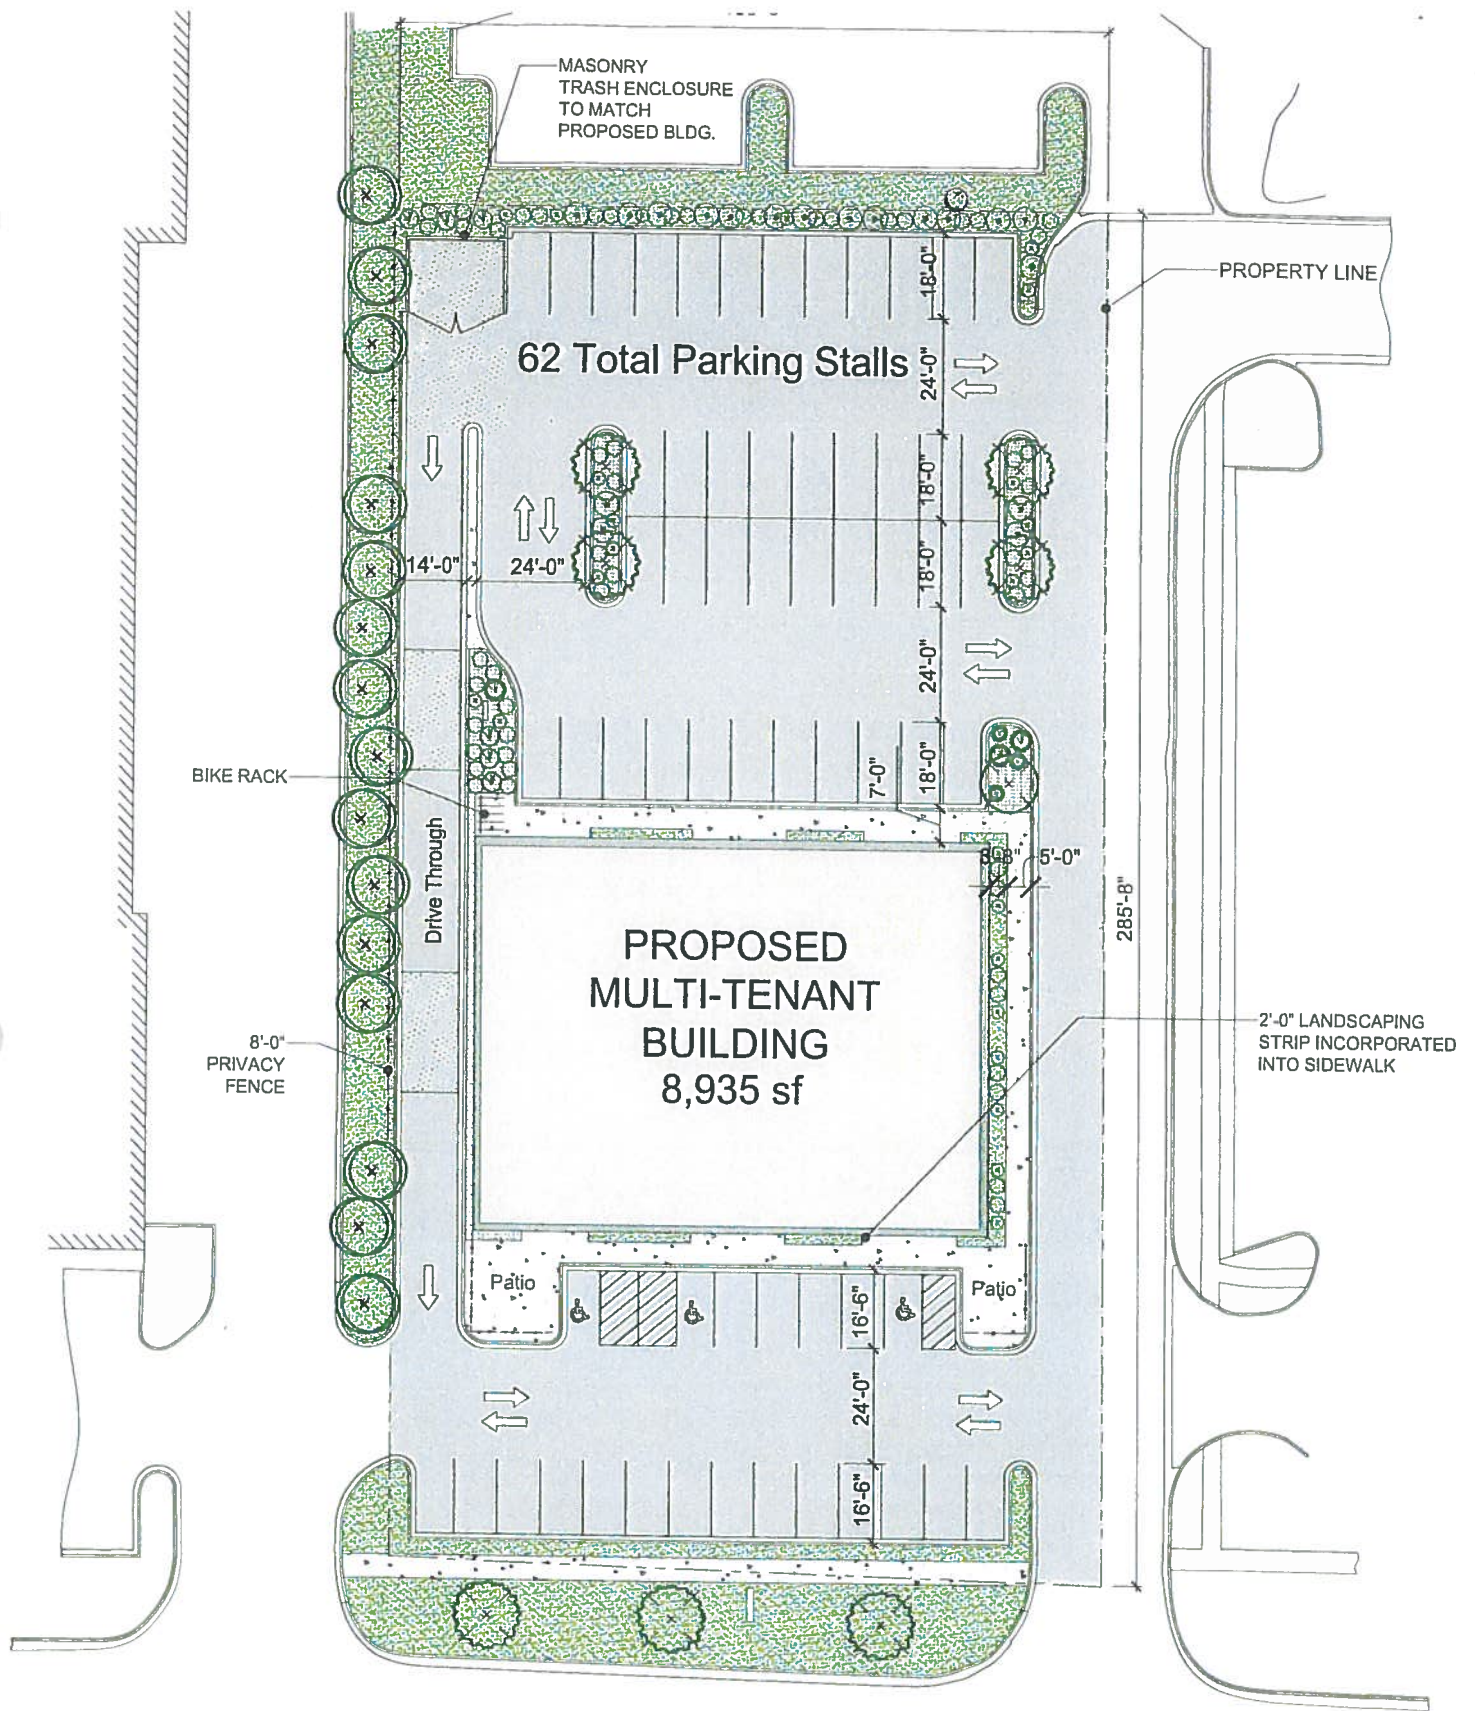 MASONRY
TRASH ENCLOSURE
TO MATCH
PROPOSED BLDG.
18'-0"
PROPERTY LINE
62 Total Parking Stalls
24'-0"
18'-0"
14'-0"
24'-0"
18'-0"
24'-0"
BIKE RACK
7'-0"
18'-0"
Drive Through
5'-0"
285'-8"
PROPOSED
MULTI-TENANT
BUILDING
8,935 sf
8'-0"
PRIVACY
FENCE
2'-0" LANDSCAPING
STRIP INCORPORATED
INTO SIDEWALK
Patio
Patio
16'-6"
24'-0"
16'-6"